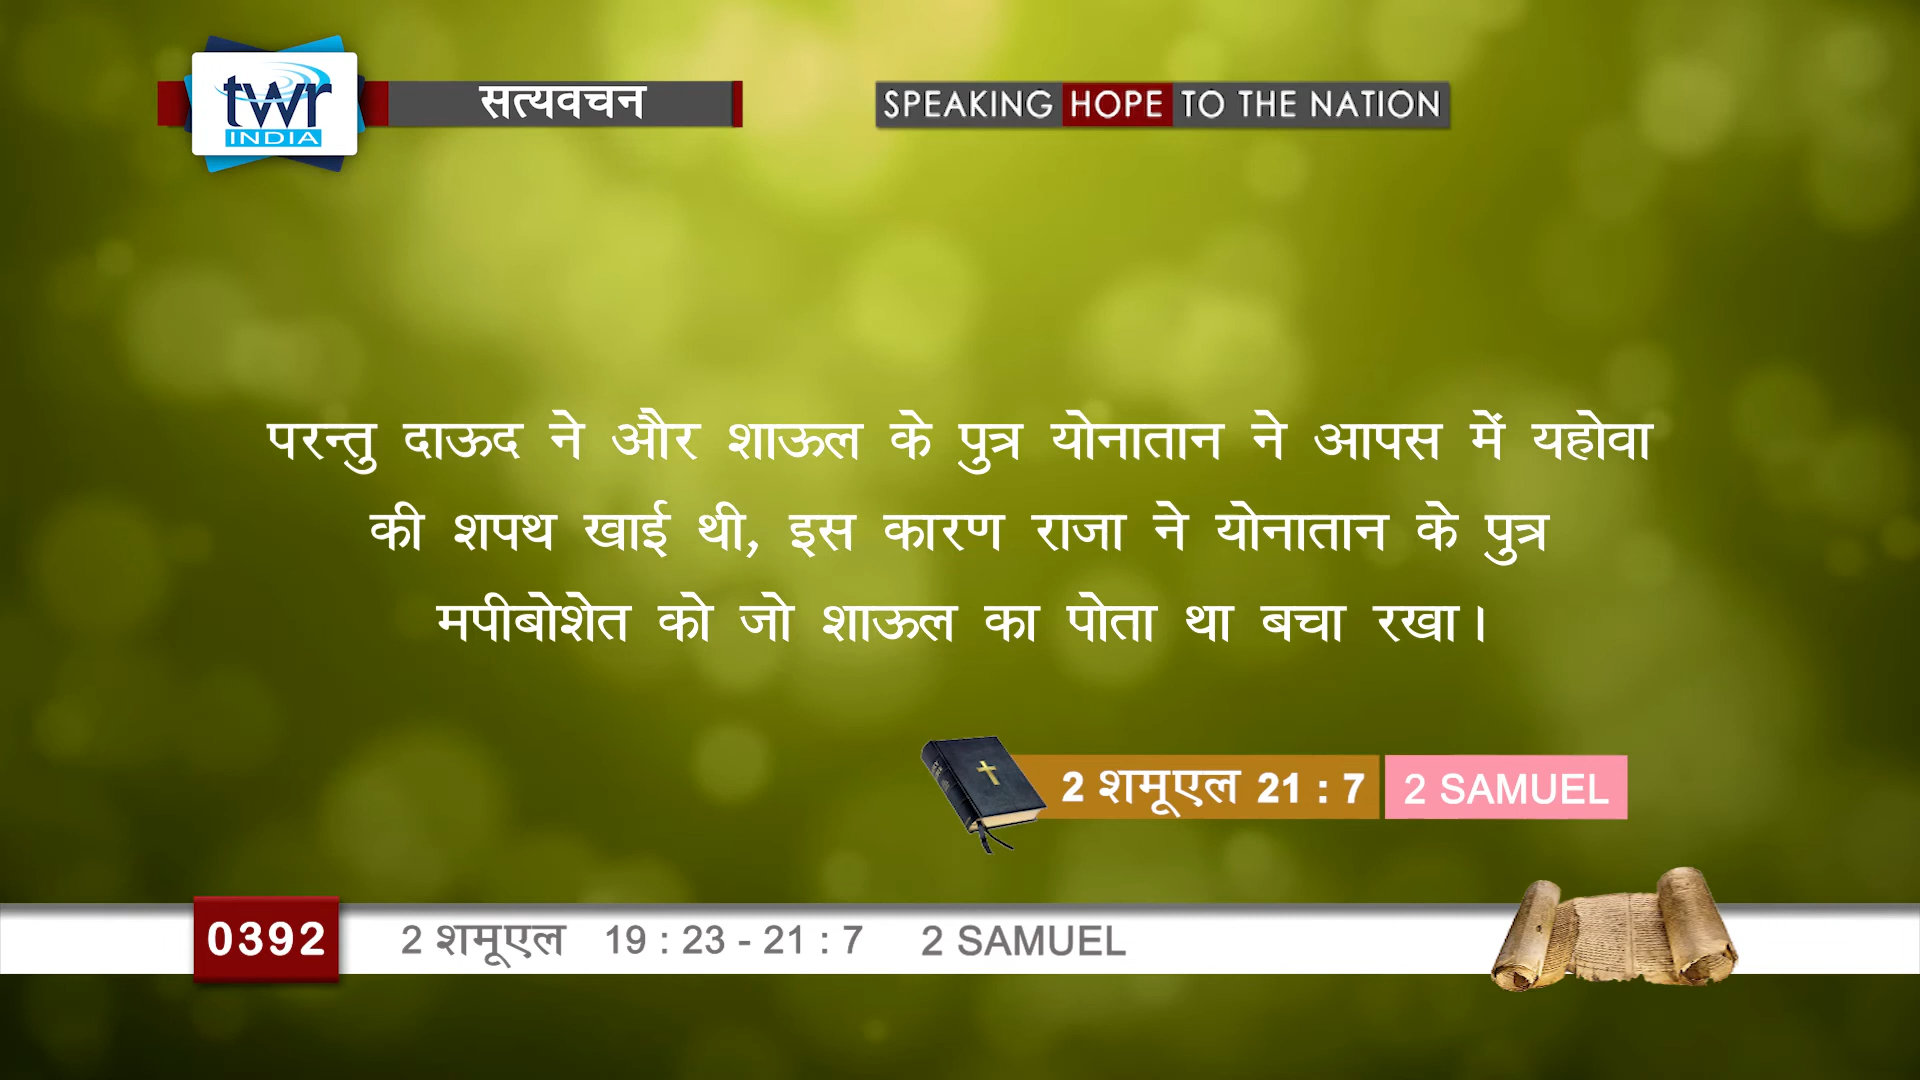 twr
INDIA
सत्यवचन
SPEAKING HOPE TO THE NATION
परन्तु दाऊद ने और शाऊल के पुत्र योनातान ने आपस में यहोवा
की शपथ खाई थी, इस कारण राजा ने योनातान के पुत्र
मपीबोशेत को जो शाऊल का पोता था बचा रखा।
2 शमूएल 21 : 7 2 SAMUEL
0392 2 शमूएल 19 : 23 - 21 : 7 2 SAMUEL